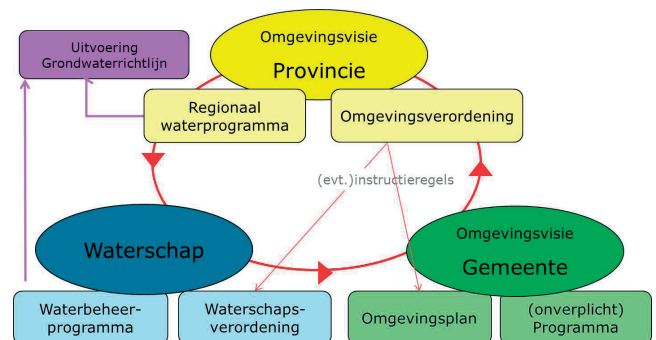 Uitvoering
Grondwaterrichtlijn
Omgevingsvisie
Provincie
Regionaal
waterprogramma
Omgevingsverordening
(evt.)instructieregels
Waterschap
Omgevingsvisie
Gemeente
Waterbeheer-
programma
Waterschaps-
verordening
Omgevingsplan
(onverplicht)
Programma